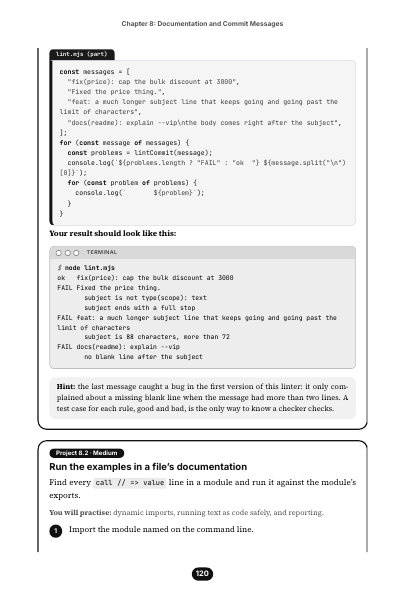 Chapter 8: Documentation and Commit Messages
lint.mjs (part)
const messages = [
"fix(price): cap the bulk discount at 3000",
"Fixed the price thing.",
"feat: a much longer subject line that keeps going and going past the
limit of characters",
"docs(readme): explain --vip\nthe body comes right after the subject",
];
for (const message of messages) {
const problems = lintCommit(message);
console.log(`${problems.length ? "FAIL" : "ok  "} ${message.split("\n")
[0]}`);
for (const problem of problems) {
console.log(`       ${problem}`);
}
}
Your result should look like this:
TERMINAL
$ node lint.mjs
ok   fix(price): cap the bulk discount at 3000
FAIL Fixed the price thing.
subject is not type(scope): text
subject ends with a full stop
FAIL feat: a much longer subject line that keeps going and going past the
limit of characters
subject is 88 characters, more than 72
FAIL docs(readme): explain --vip
no blank line after the subject
Hint: the last message caught a bug in the first version of this linter: it only com-
plained about a missing blank line when the message had more than two lines. A
test case for each rule, good and bad, is the only way to know a checker checks.
Project 8.2 · Medium
Run the examples in a file's documentation
Find every call // => value line in a module and run it against the module's
exports.
You will practise: dynamic imports, running text as code safely, and reporting.
1 Import the module named on the command line.
120